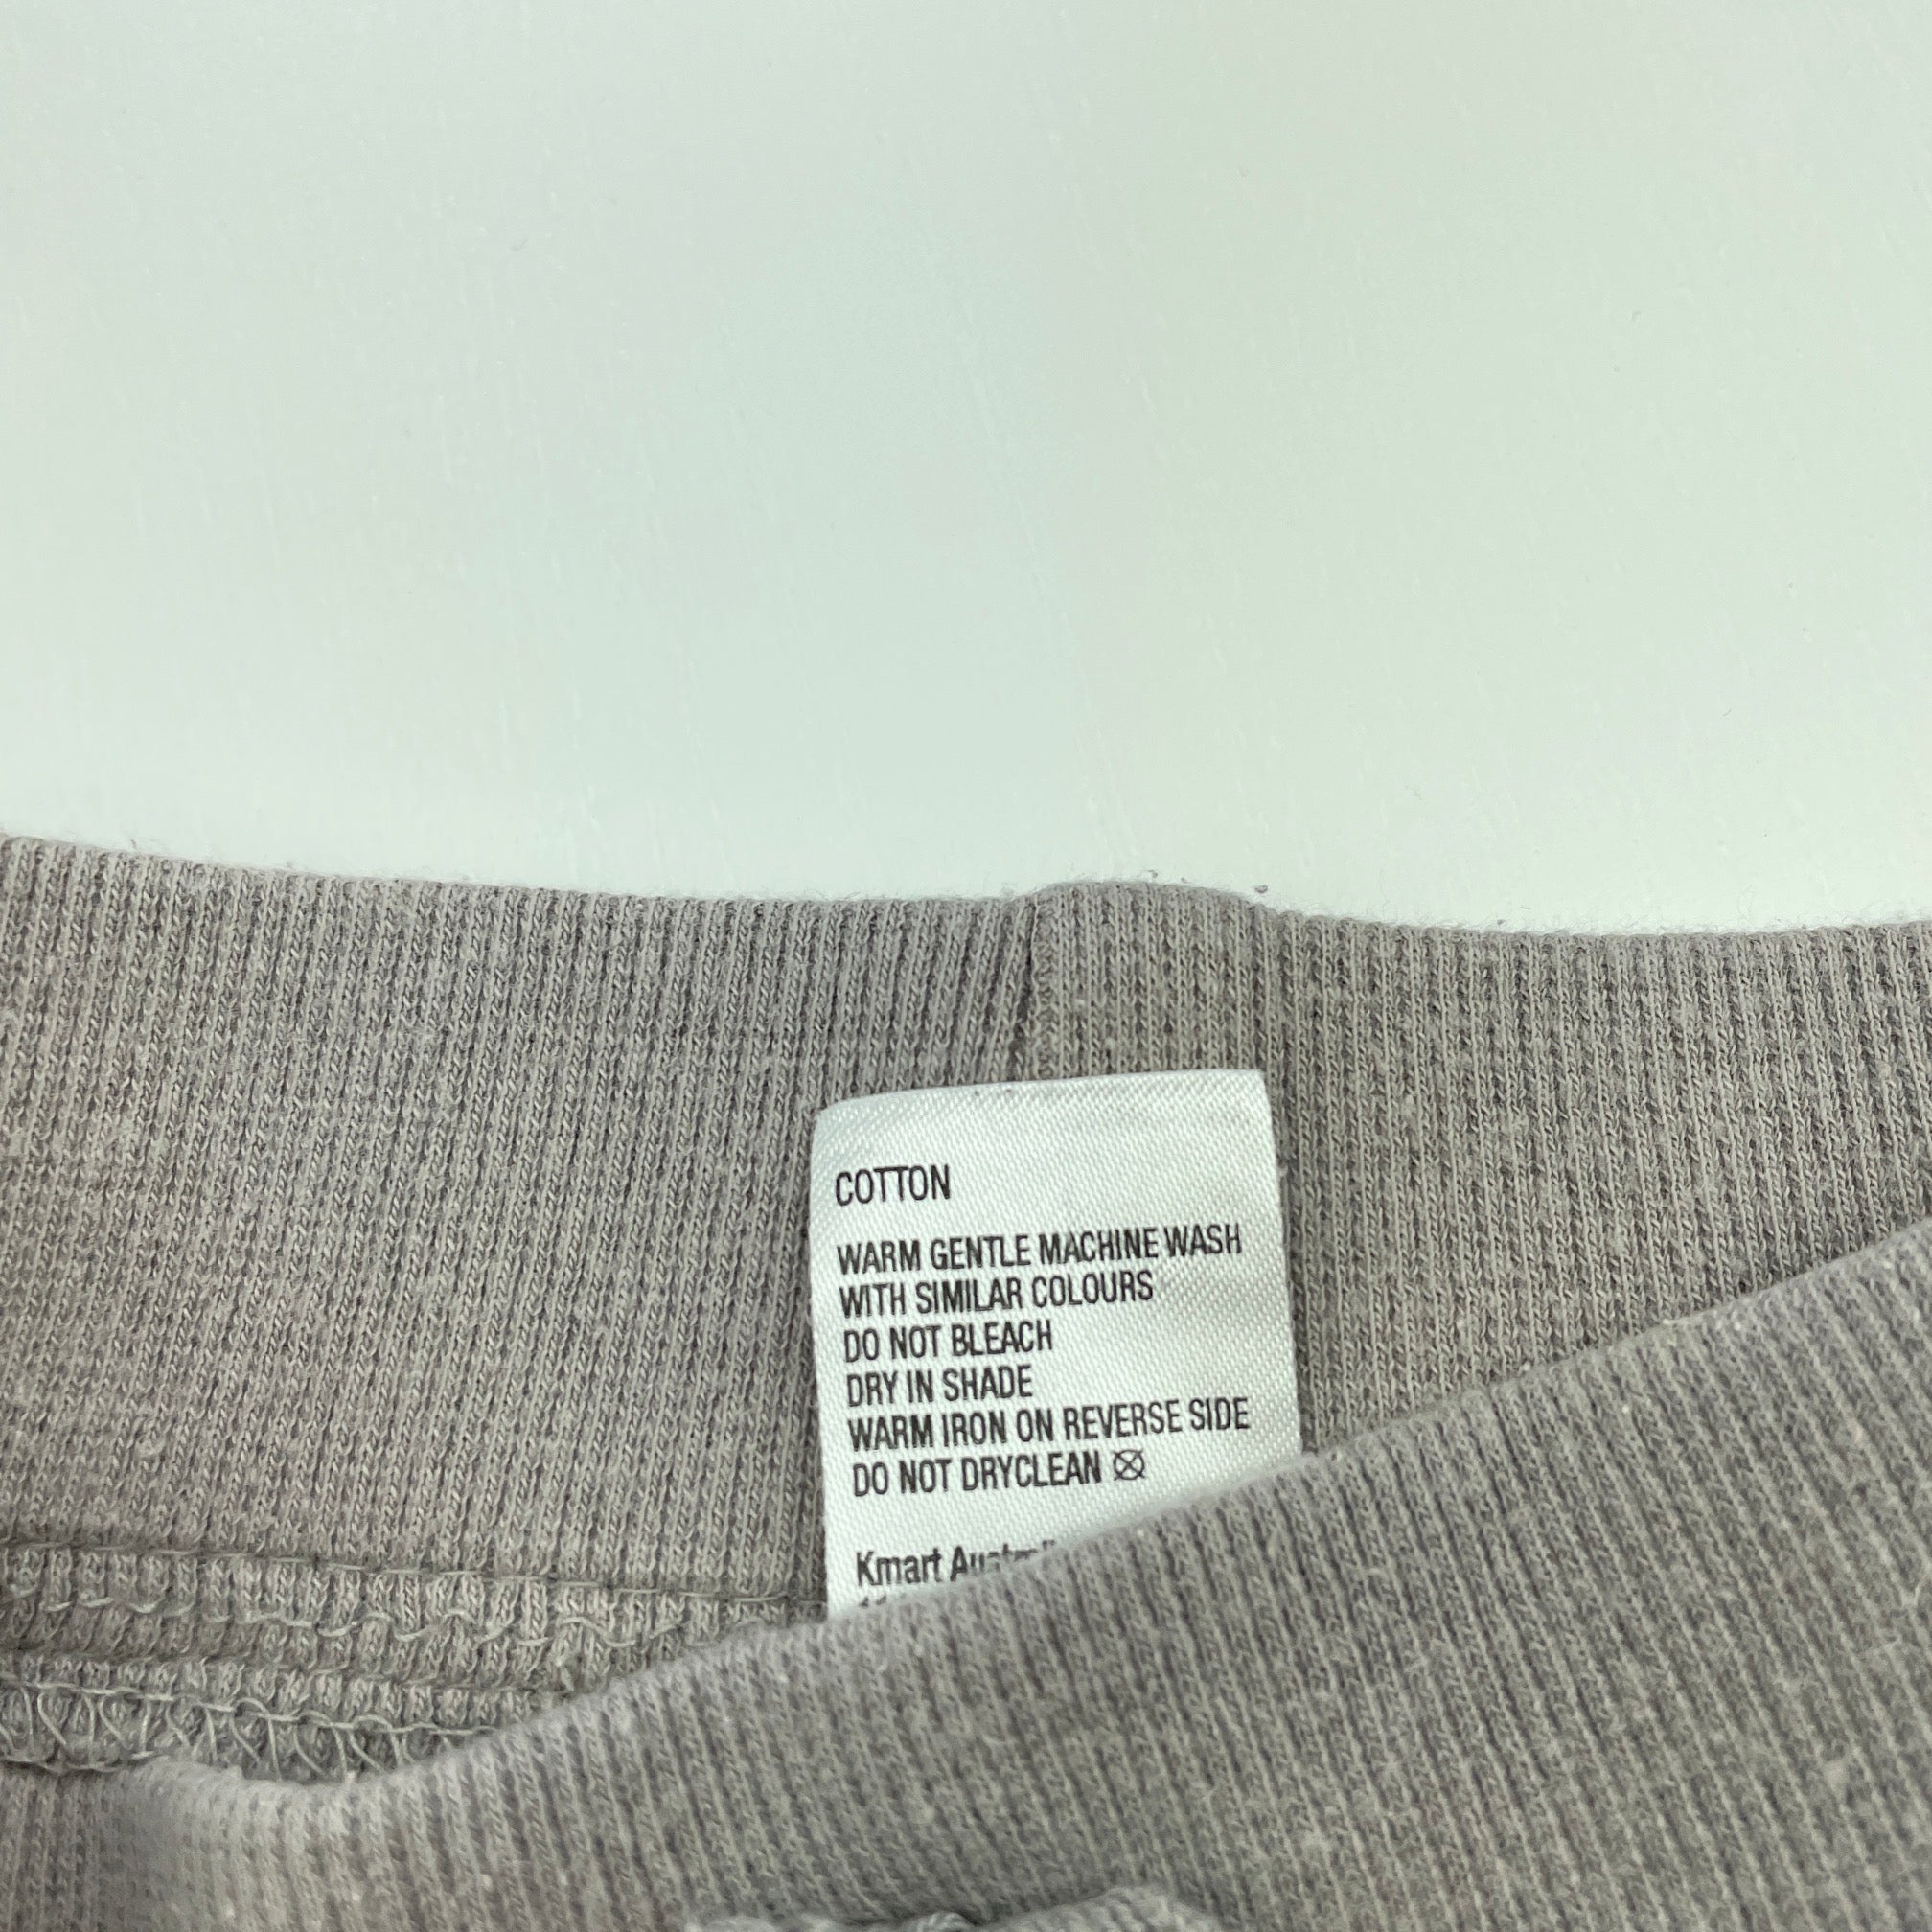 COTTON
WARM GENTLE MACHINE WASH
WITH SIMILAR COLOURS
DO NOT BLEACH
DRY IN SHADE
WARM IRON ON REVERSE SIDE
DO NOT DRYCLEAN
Kmart